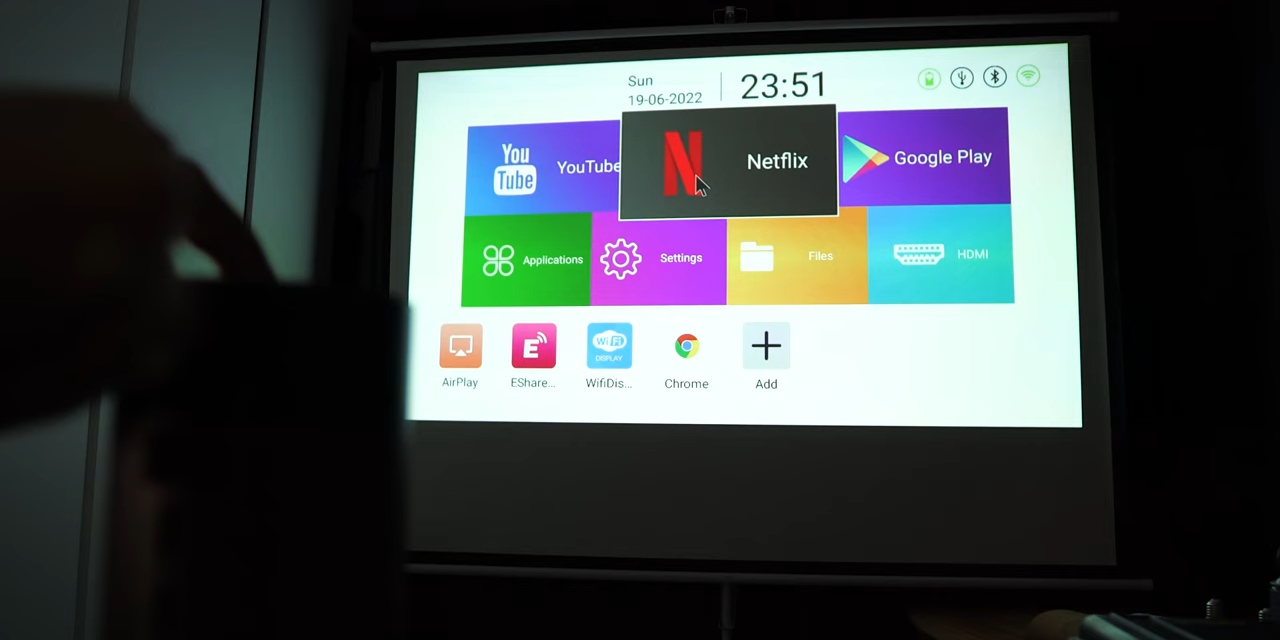 Sun
19-06-2022
23:51
You
Tube
YouTube
N
Netflix
Google Play
Applications
Settings
Files
HDMI
E
WiFi
DISPLAY
AirPlay
EShare...
WifiDis...
Chrome
Add